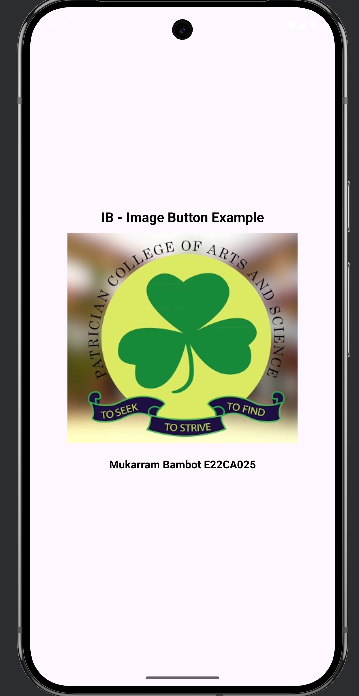 IB - Image Button Example
PATRICIAN COLLEGE OF ARTS AND SCIENCE
TO SEEK
TO STRIVE
TO FIND
Mukarram Bambot E22CA025